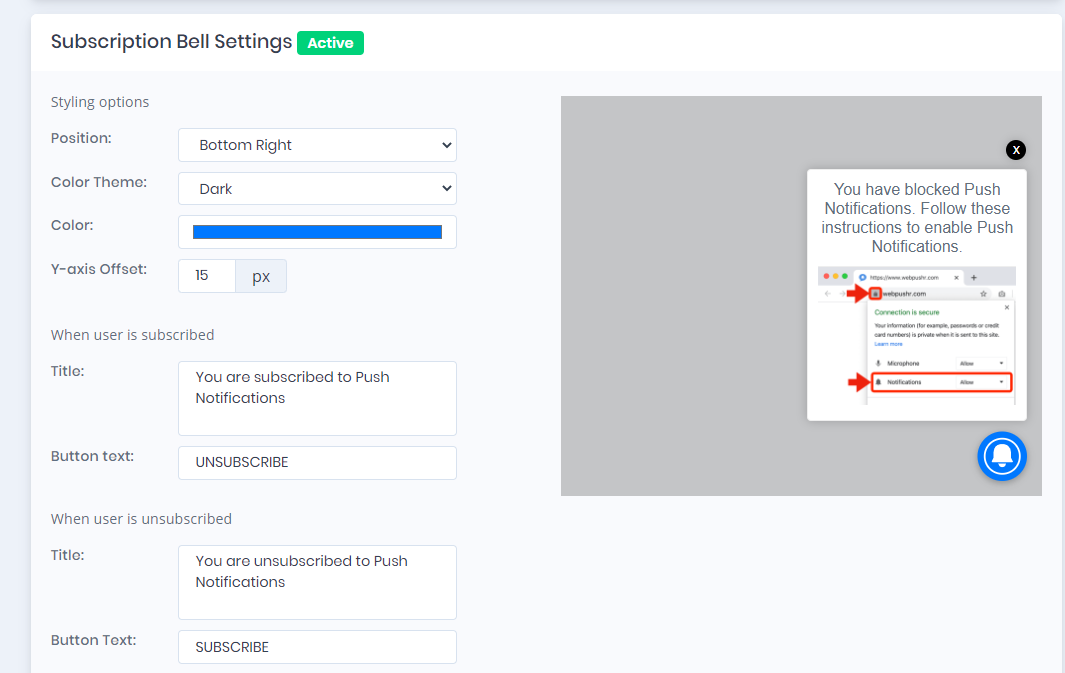 Subscription Bell Settings Active
Styling options
Position:
Bottom Right
Color Theme:
Dark
Color:
Y-axis Offset:
15 px
When user is subscribed
Title:
You are subscribed to Push
Notifications
Button text:
UNSUBSCRIBE
When user is unsubscribed
Title:
You are unsubscribed to Push
Notifications
Button Text:
SUBSCRIBE
X
You have blocked Push
Notifications. Follow these
instructions to enable Push
Notifications.
https://www.webpushr.com
webpushr.com
Connection is secure
Your information (for example, passwords or credit
card numbers) is private when it is sent to this site.
Learn more
Microphone Allow
Notifications Allow